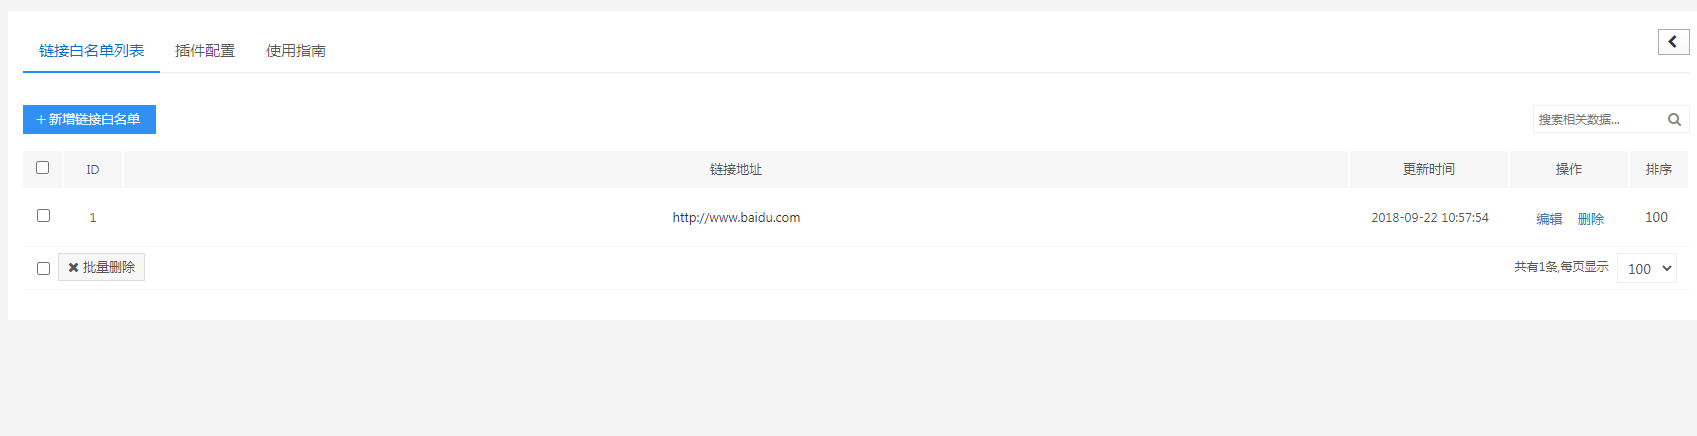 链接白名单列表 插件配置 使用指南
+ 新增链接白名单 搜索相关数据...
ID 链接地址 更新时间 操作 排序
1 http://www.baidu.com 2018-09-22 10:57:54 编辑 删除 100
✖ 批量删除 共有1条,每页显示 100